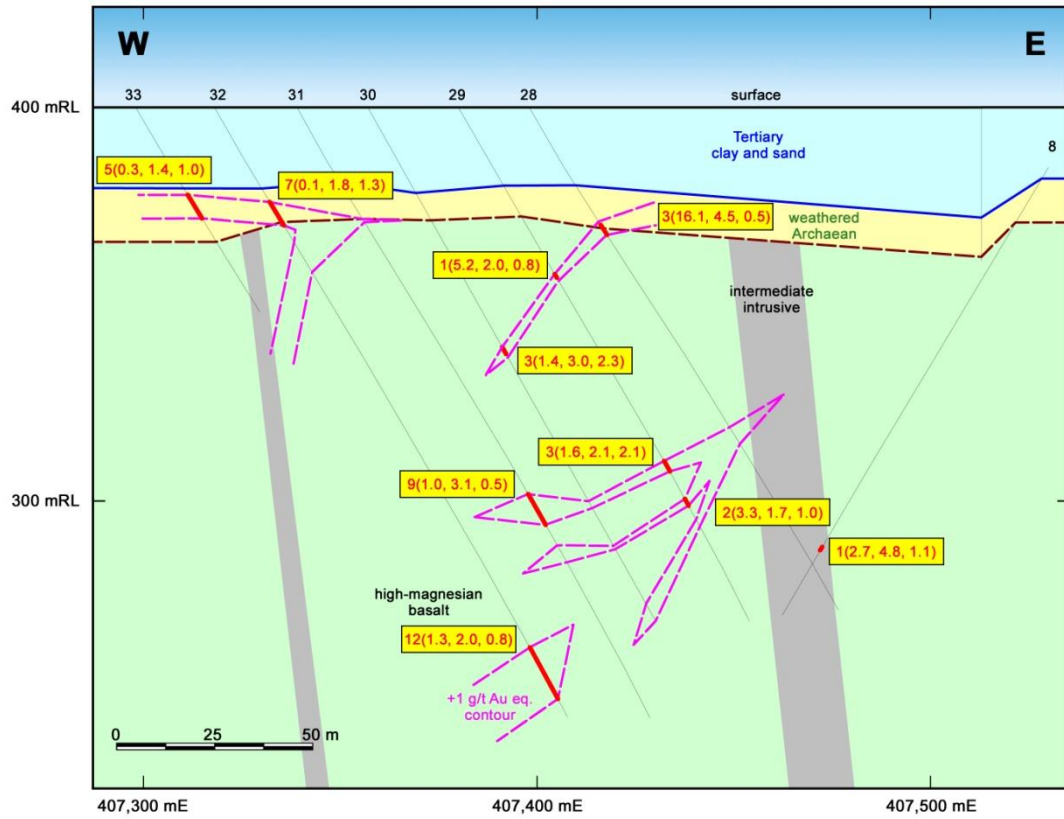 W
E
400 mRL
33
32
31
30
29
28
surface
8
Tertiary
clay and sand
5(0.3, 1.4, 1.0)
7(0.1, 1.8, 1.3)
3(16.1, 4.5, 0.5)
weathered
Archaean
1(5.2, 2.0, 0.8)
intermediate
intrusive
3(1.4, 3.0, 2.3)
3(1.6, 2.1, 2.1)
9(1.0, 3.1, 0.5)
300 mRL
2(3.3, 1.7, 1.0)
1(2.7, 4.8, 1.1)
high-magnesian
basalt
12(1.3, 2.0, 0.8)
+1 g/t Au eq.
contour
0
25
50 m
407,300 mE
407,400 mE
407,500 mE